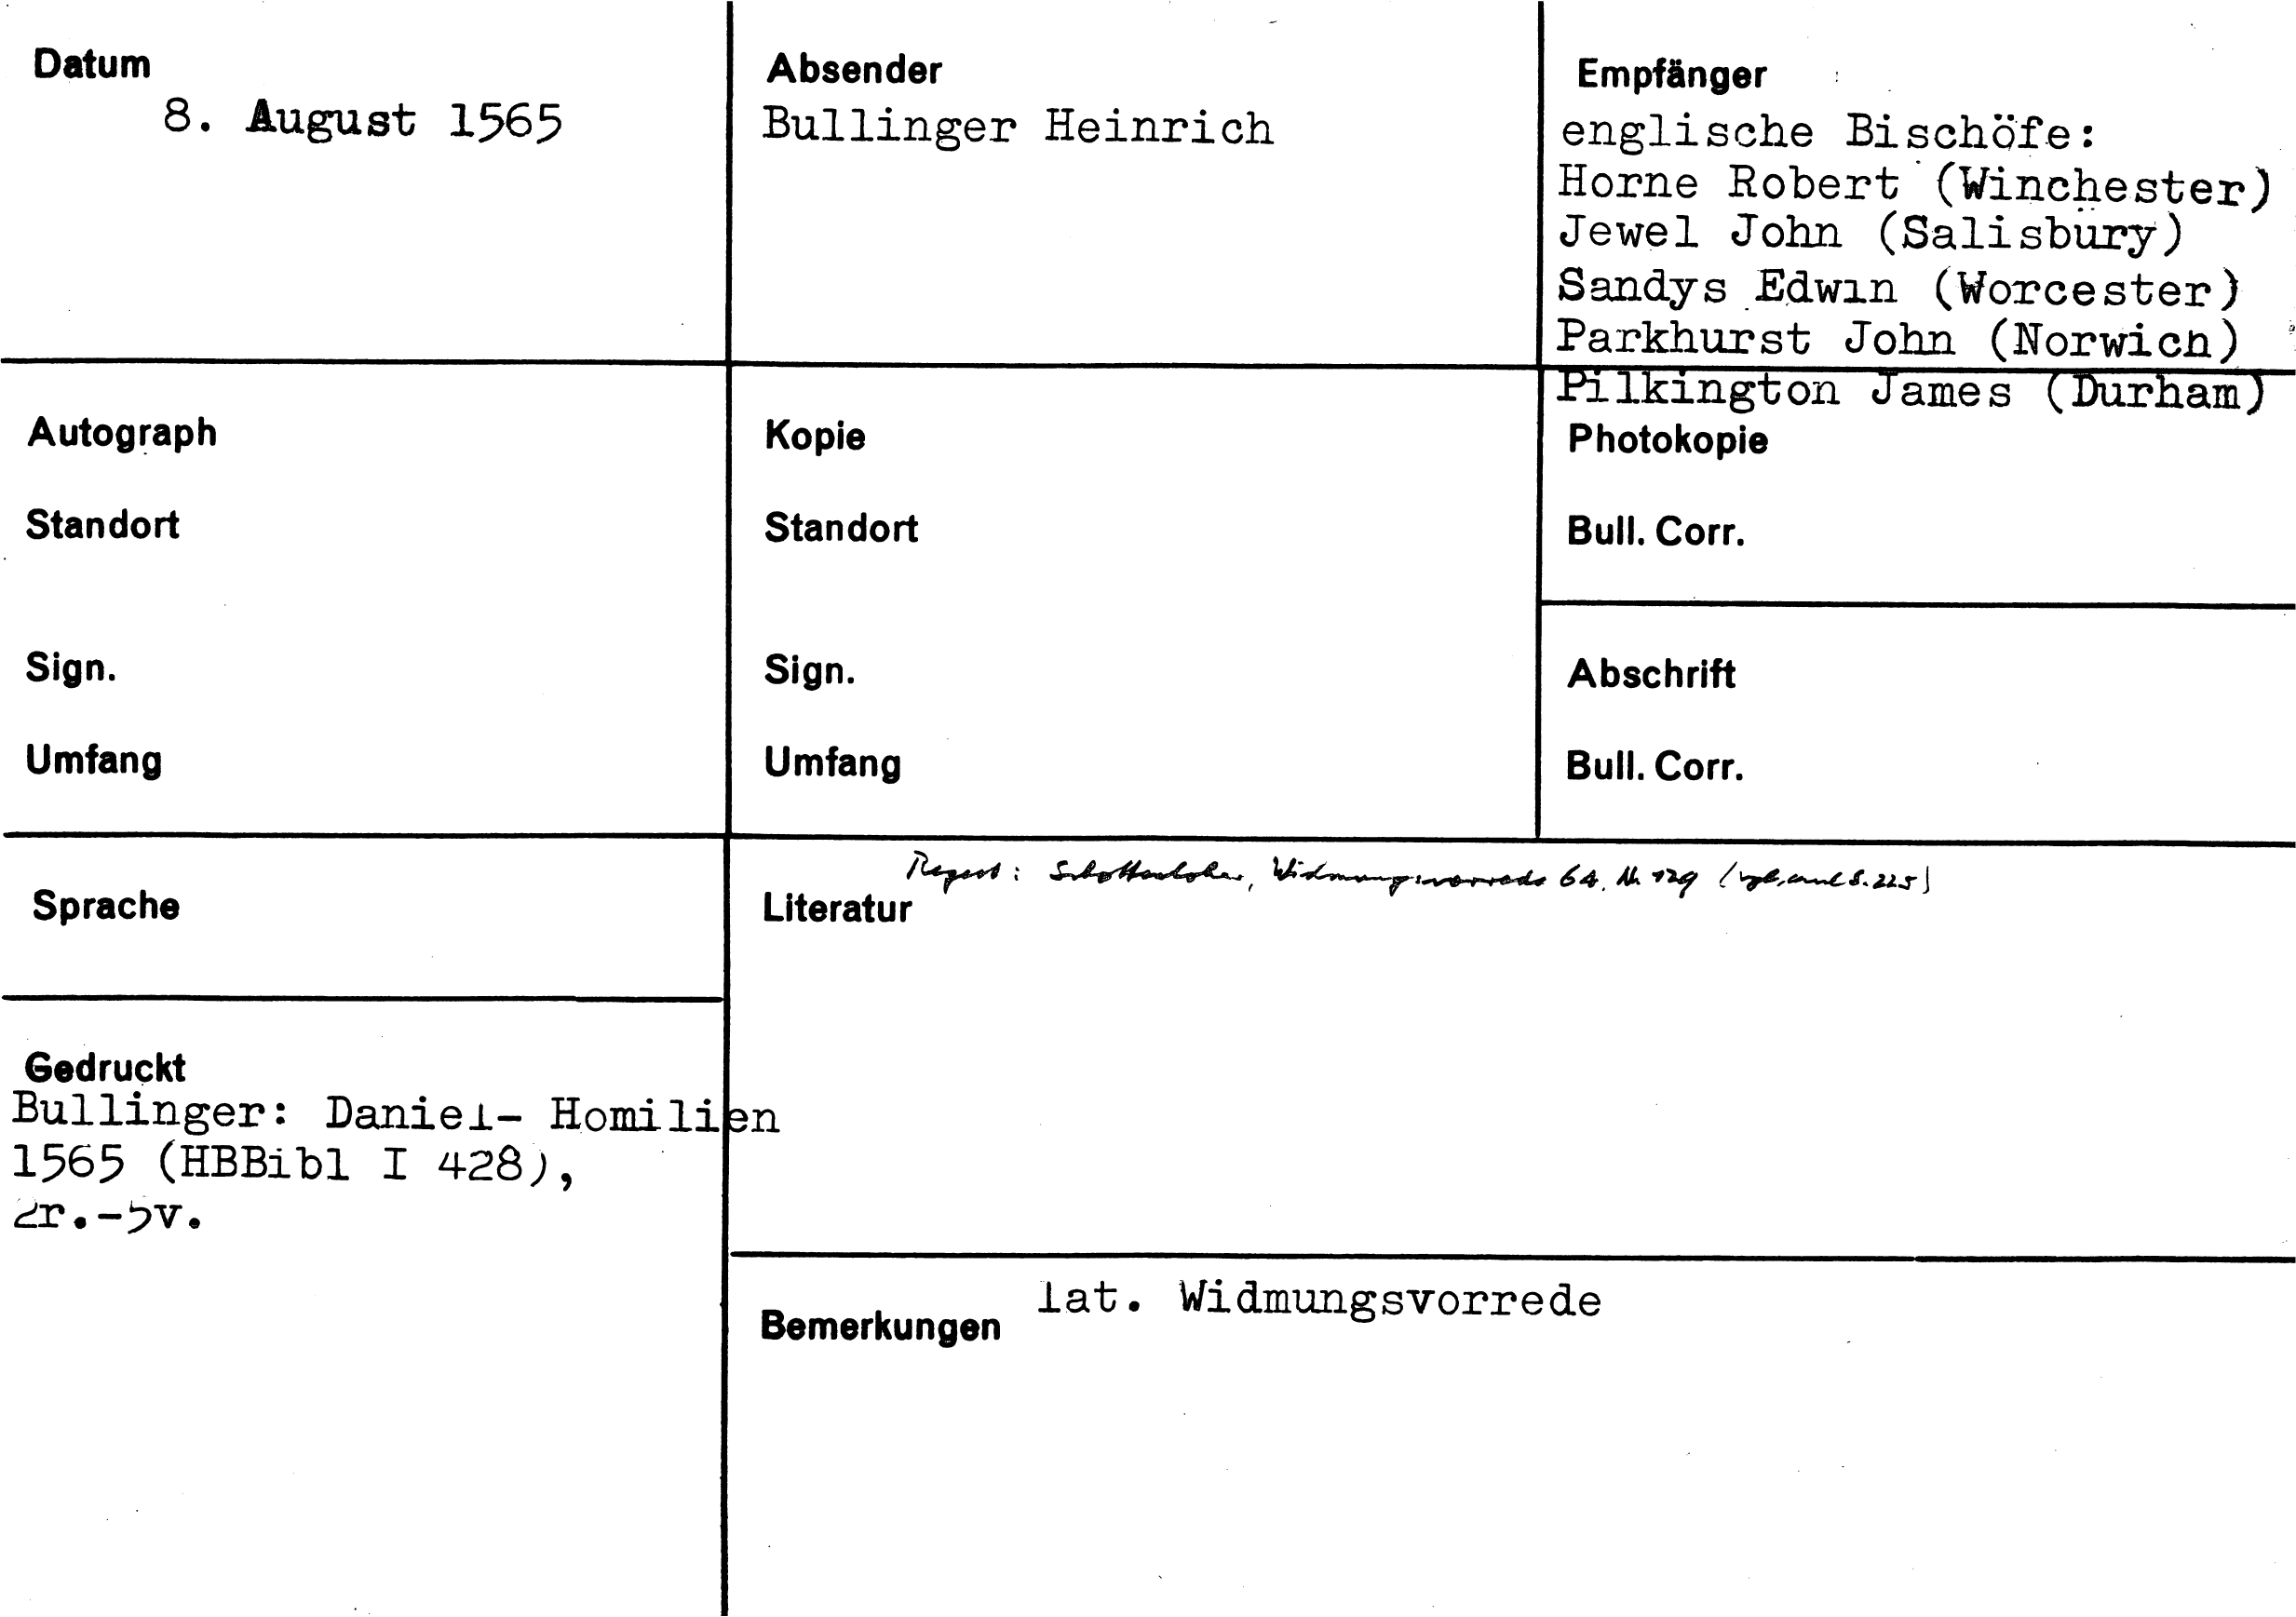 Datum
8. August 1565
Absender
Bullinger Heinrich
Empfänger
englische Bischöfe:
Horne Robert (Winchester)
Jewel John (Salisbury)
Sandys Edwin (Worcester)
Parkhurst John (Norwich)
Pilkington James (Durham)
Autograph
Standort
Sign.
Umfang
Kopie
Standort
Sign.
Umfang
Photokopie
Bull. Corr.
Abschrift
Bull. Corr.
Sprache
Gedruckt
Bullinger: Daniel- Homilien
1565 (HBBibl I 428),
2r.-5v.
Regest: Schottenloher, Widmungsvorrede 64, Nr. 129 (vgl. auch S. 225)
Literatur
lat. Widmungsvorrede
Bemerkungen